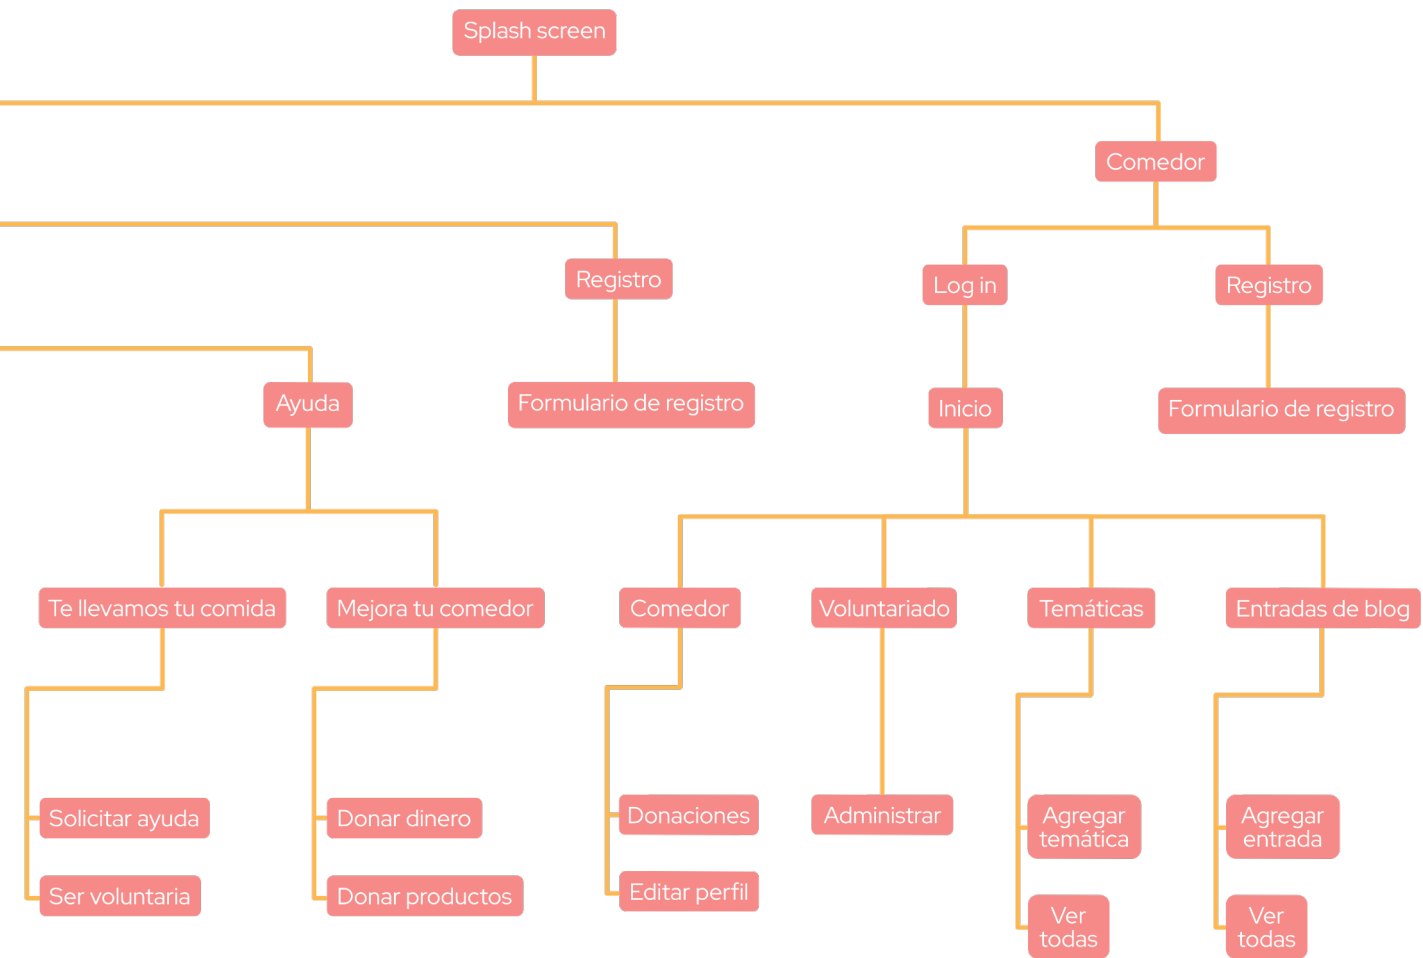 Splash screen
Comedor
Registro
Log in
Registro
Ayuda
Formulario de registro
Inicio
Formulario de registro
Te llevamos tu comida
Mejora tu comedor
Comedor
Voluntariado
Temáticas
Entradas de blog
Solicitar ayuda
Donar dinero
Donaciones
Administrar
Agregar
temática
Agregar
entrada
Ser voluntaria
Donar productos
Editar perfil
Ver
todas
Ver
todas